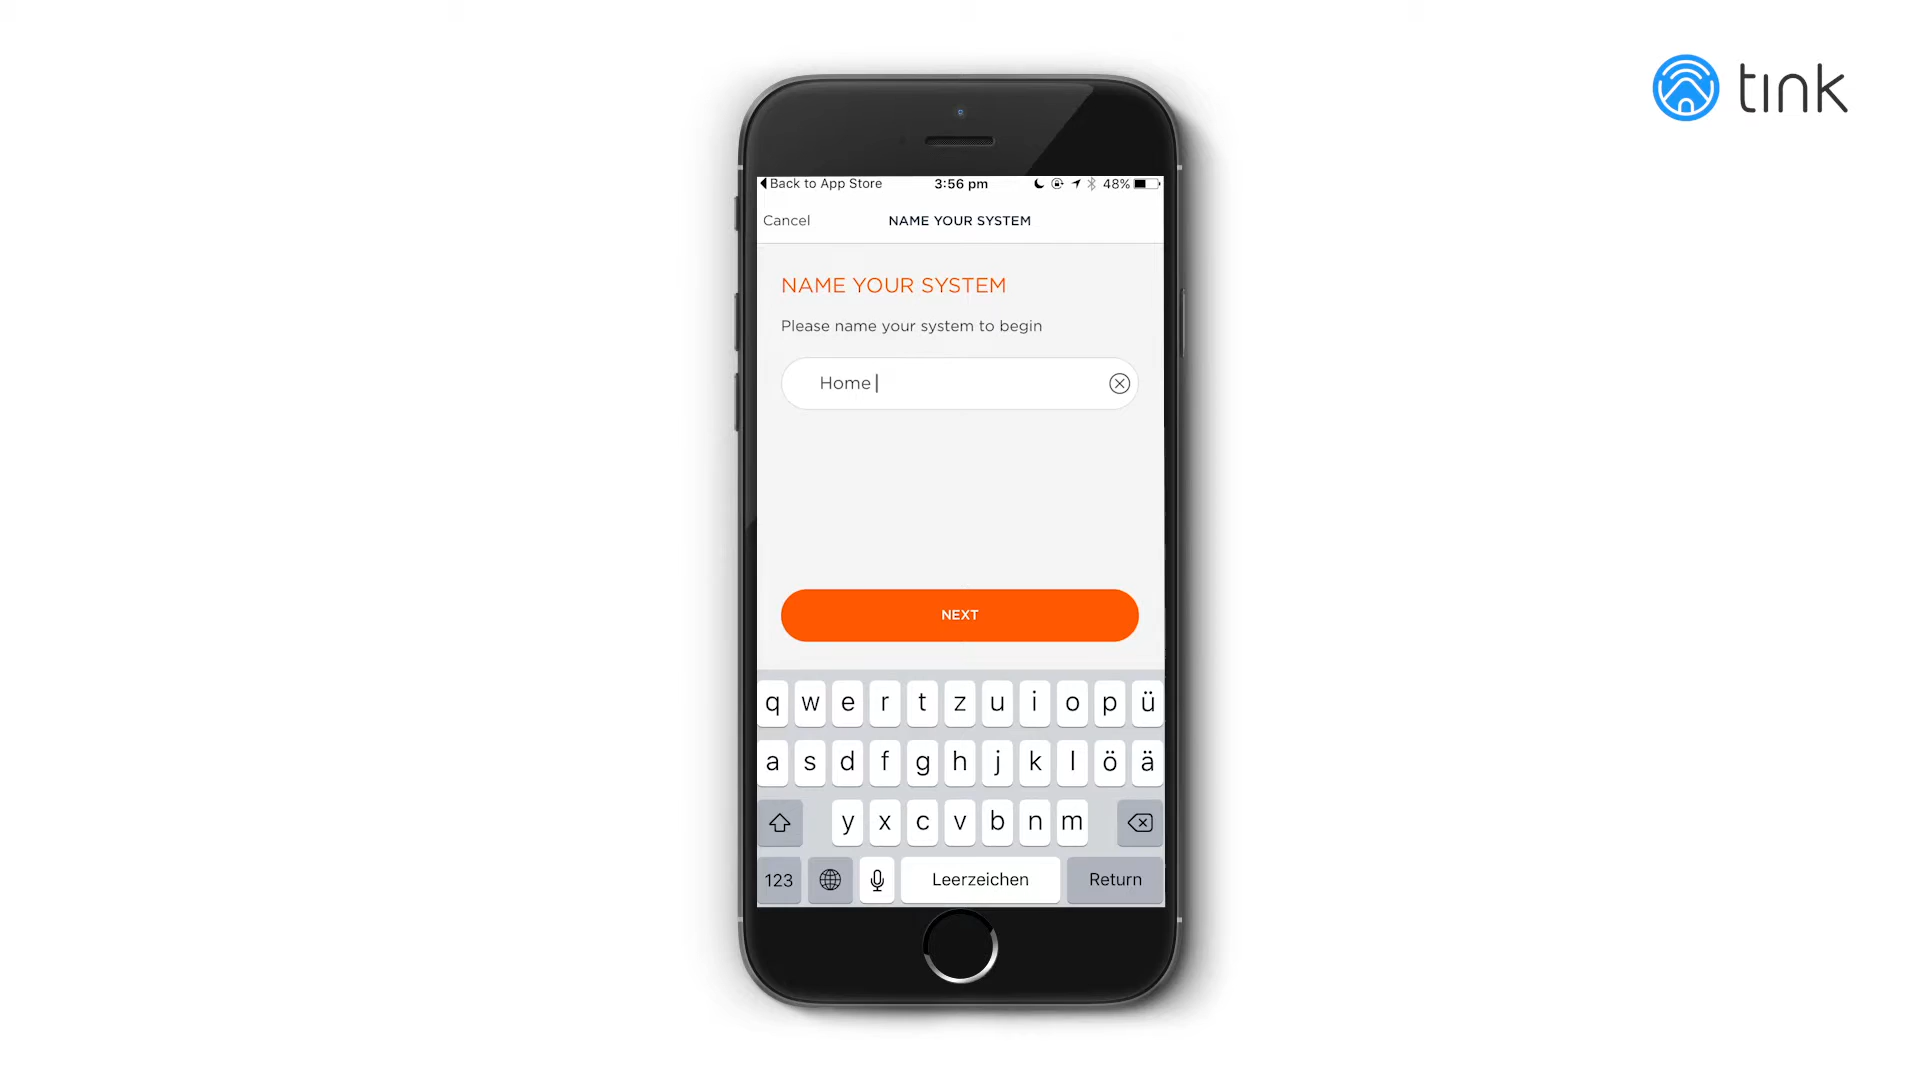 tink
Back to App Store 3:56 pm 48%
Cancel NAME YOUR SYSTEM
NAME YOUR SYSTEM
Please name your system to begin
Home
NEXT
q w e r t z u i o p ü
a s d f g h j k l ö ä
y x c v b n m
123 Leerzeichen Return